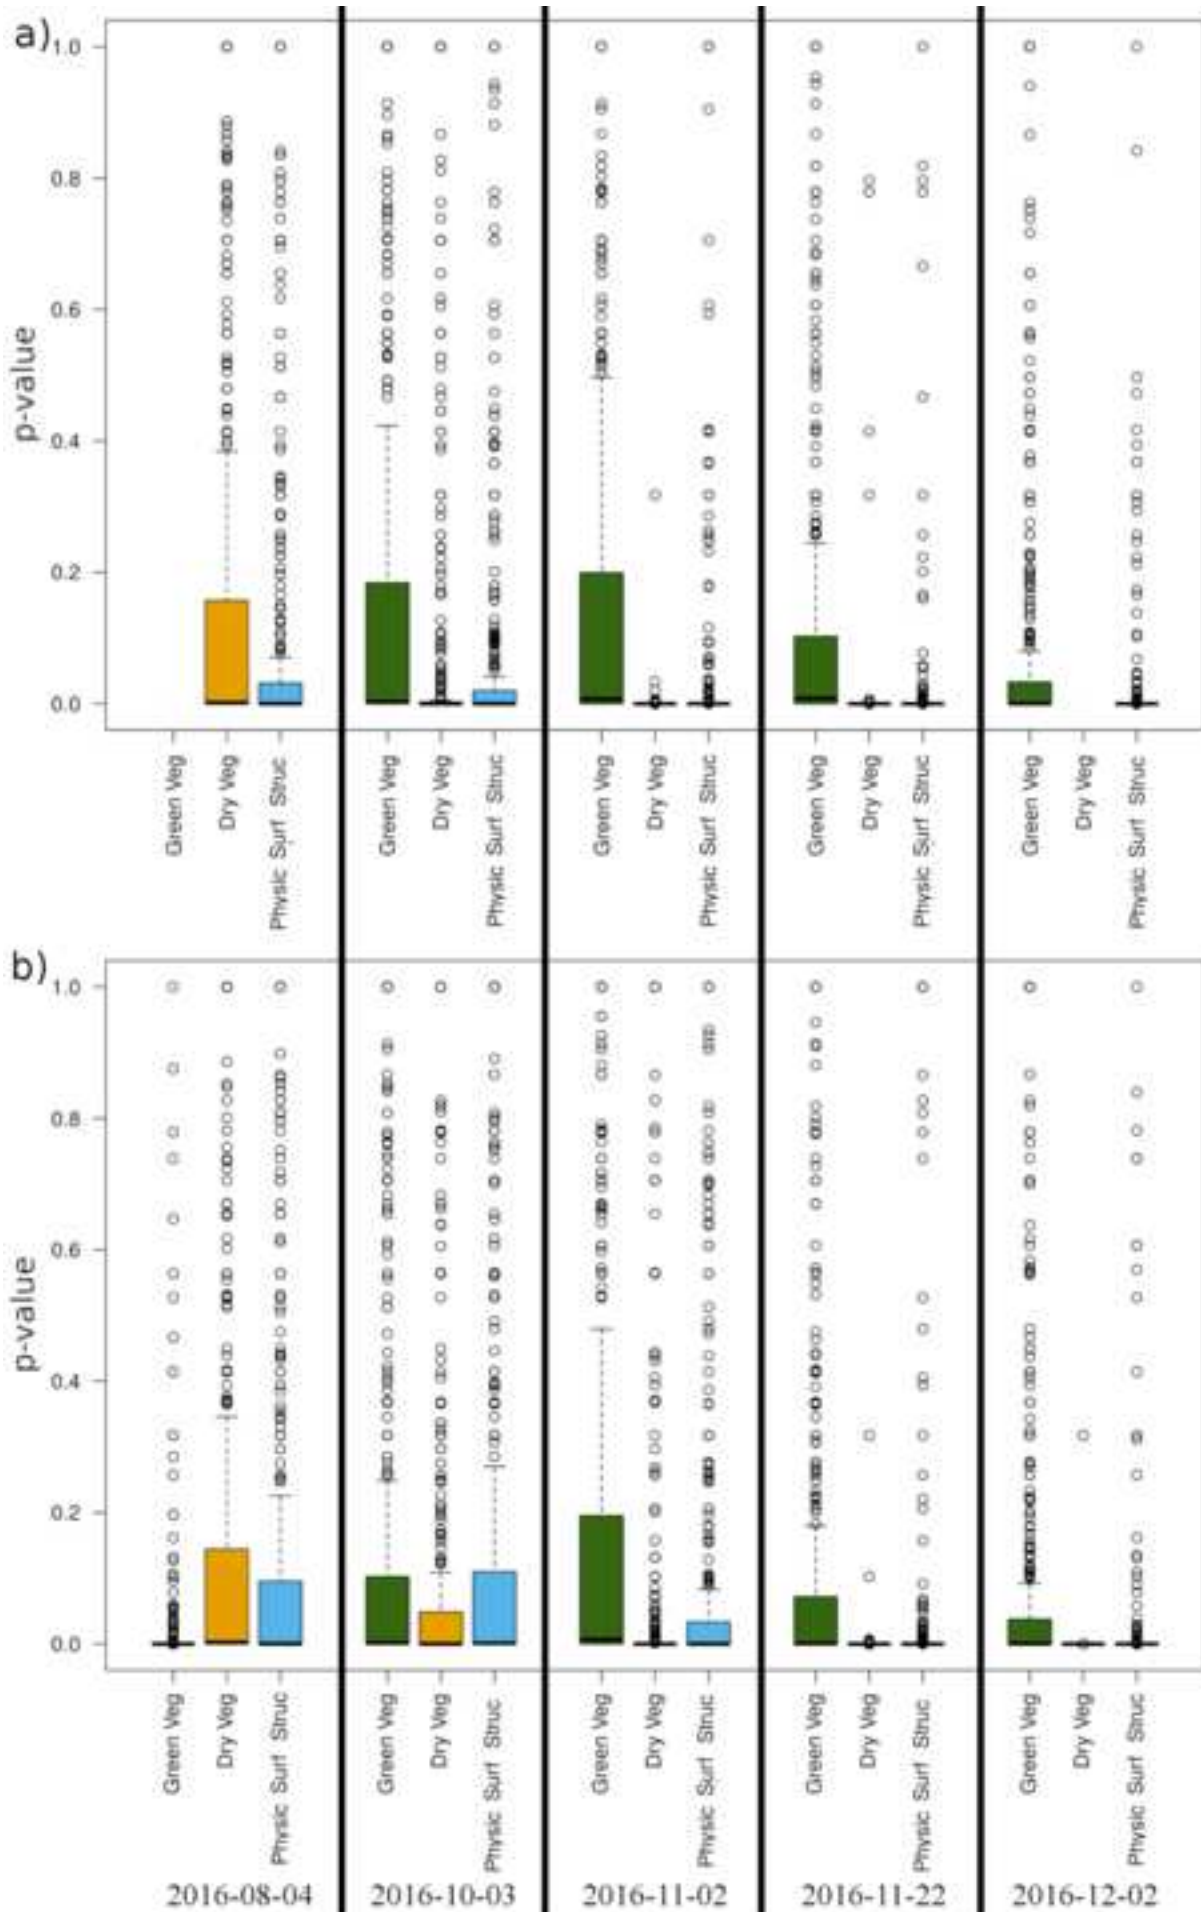 a)
1.0
0.8
0.6
0.4
0.2
0.0
p-value
Green Veg
Dry Veg
Physic Surf Struc
Green Veg
Dry Veg
Physic Surf Struc
Green Veg
Dry Veg
Physic Surf Struc
Green Veg
Dry Veg
Physic Surf Struc
Green Veg
Dry Veg
Physic Surf Struc
b)
1.0
0.8
0.6
0.4
0.2
0.0
p-value
Green Veg
Dry Veg
Physic Surf Struc
Green Veg
Dry Veg
Physic Surf Struc
Green Veg
Dry Veg
Physic Surf Struc
Green Veg
Dry Veg
Physic Surf Struc
Green Veg
Dry Veg
Physic Surf Struc
2016-08-04
2016-10-03
2016-11-02
2016-11-22
2016-12-02